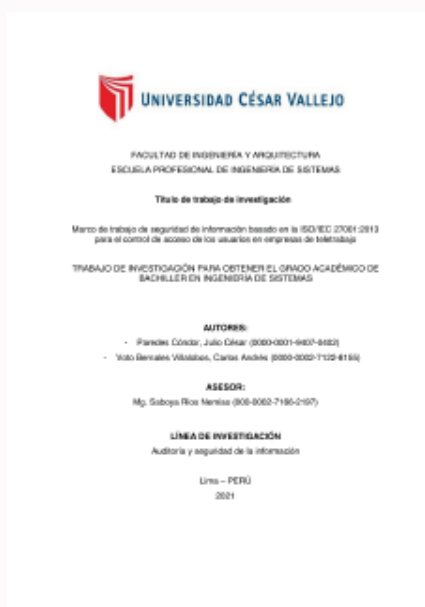 UNIVERSIDAD CÉSAR VALLEJO
FACULTAD DE INGENIERÍA Y ARQUITECTURA
ESCUELA PROFESIONAL DE INGENIERÍA DE SISTEMAS
Título de trabajo de investigación
Marco de trabajo de seguridad de información basado en la ISO/IEC 27001:2013
para el control de acceso de los usuarios en empresas de teletrabajo
TRABAJO DE INVESTIGACIÓN PARA OBTENER EL GRADO ACADÉMICO DE
BACHILLER EN INGENIERÍA DE SISTEMAS
AUTORES:
- Paredes Cóndor, Julio César
- Voto Bernales Villalobos, Carlos Andrés
ASESOR:
Mg. Saboya Ríos Nemias
LÍNEA DE INVESTIGACIÓN
Auditoría y seguridad de la información
Lima – PERÚ
2021